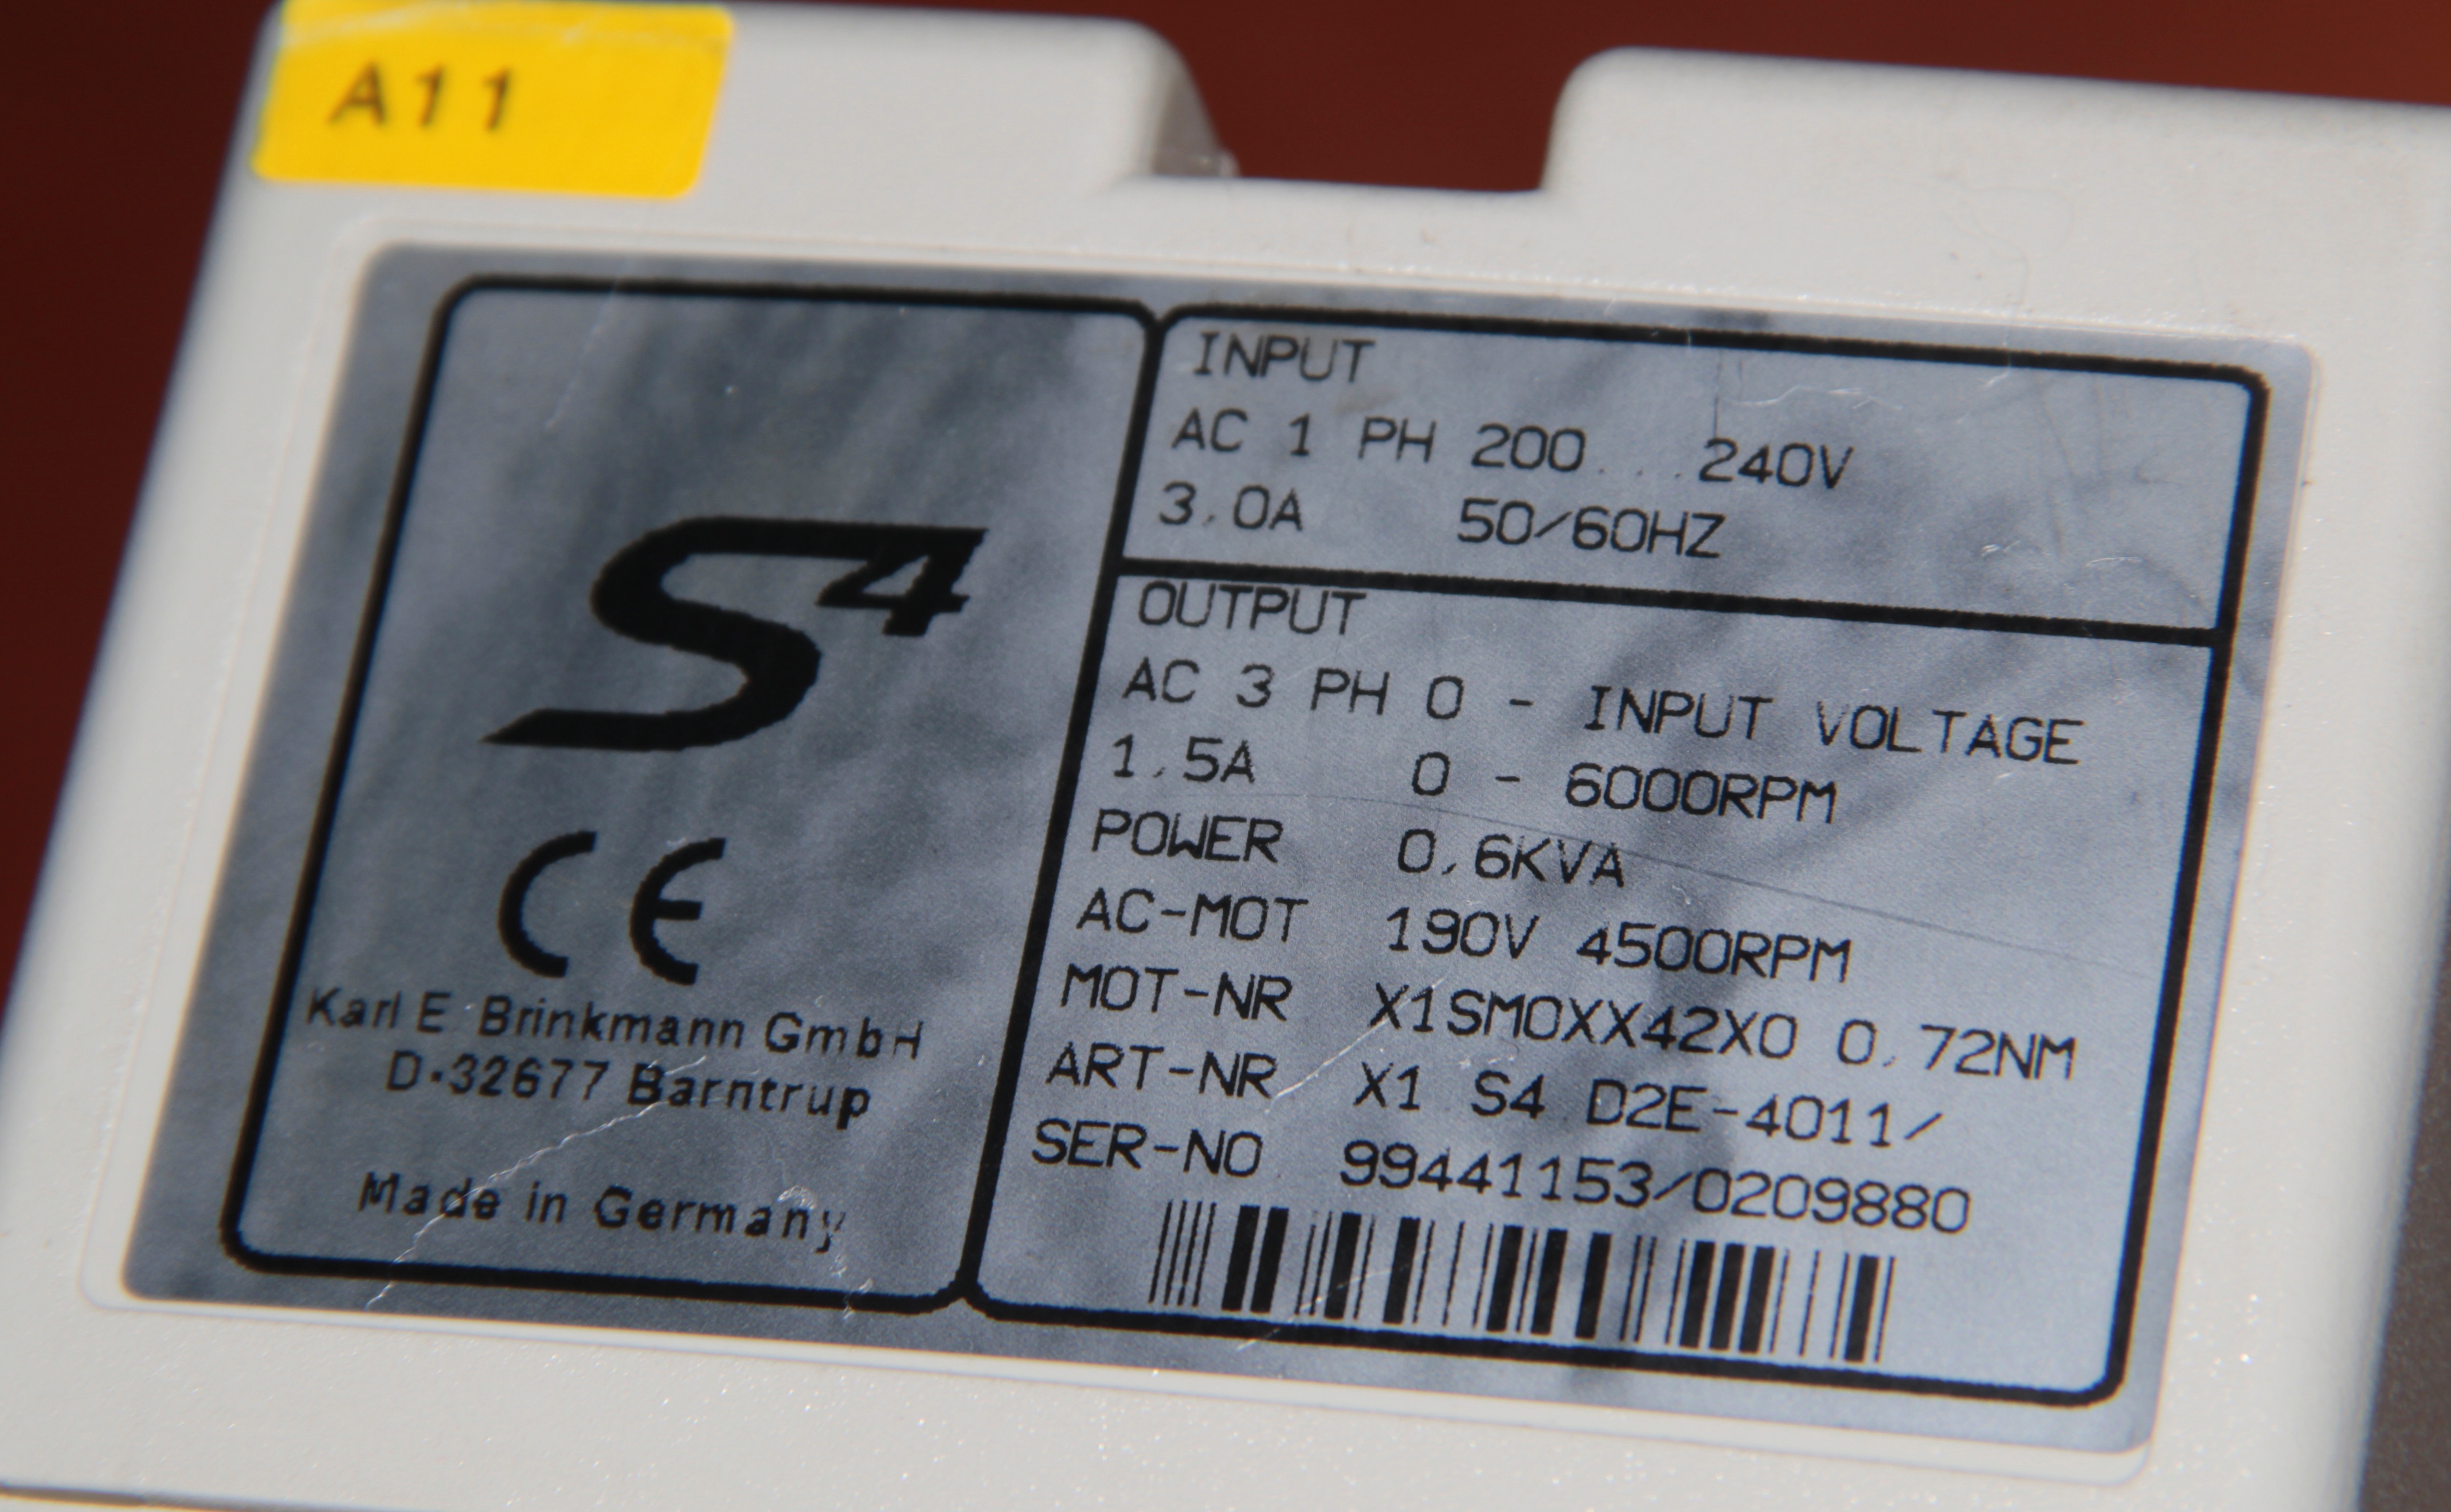 A11
S4
CE
Karl E. Brinkmann GmbH
D-32677 Barntrup
Made in Germany
INPUT
AC 1 PH 200....240V
3.0A 50/60HZ
OUTPUT
AC 3 PH 0 - INPUT VOLTAGE
1.5A 0 - 6000RPM
POWER 0,6KVA
AC-MOT 190V 4500RPM
MOT-NR X1SM0XX42X0 0,72NM
ART-NR X1 S4 D2E-4011/
SER-NO 99441153/0209880